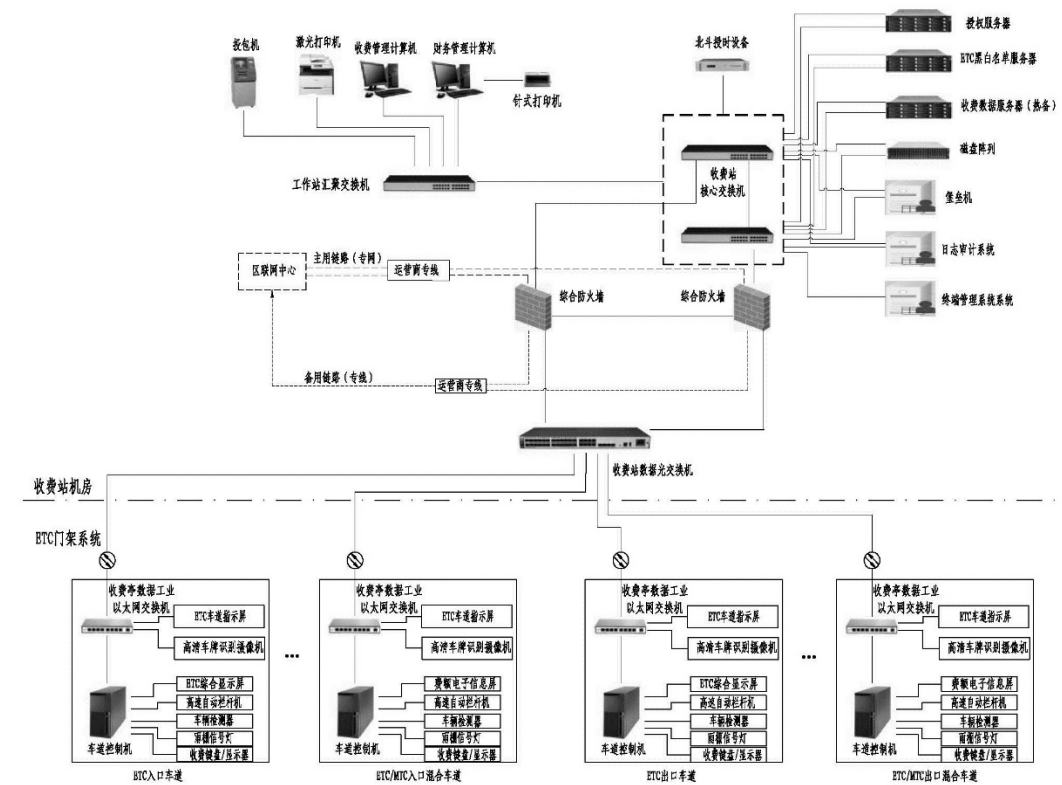 投包机
激光打印机
收费管理计算机
财务管理计算机
针式打印机
北斗授时设备
授权服务器
ETC黑白名单服务器
收费数据服务器（热备）
磁盘阵列
堡垒机
日志审计系统
终端管理系统系统
工作站汇聚交换机
收费站
核心交换机
区联网中心
主用链路（专网）
运营商专线
综合防火墙
综合防火墙
备用链路（专线）
运营商专线
收费站数据光交换机
收费站机房
ETC门架系统
收费亭数据工业
以太网交换机
ETC车道指示屏
高清车牌识别摄像机
ETC综合显示屏
高速自动栏杆机
车辆检测器
雨棚信号灯
收费键盘/显示器
车道控制机
ETC入口车道
收费亭数据工业
以太网交换机
ETC车道指示屏
高清车牌识别摄像机
费额电子信息屏
高速自动栏杆机
车辆检测器
雨棚信号灯
收费键盘/显示器
车道控制机
ETC/MTC入口混合车道
...
收费亭数据工业
以太网交换机
ETC车道指示屏
高清车牌识别摄像机
ETC综合显示屏
高速自动栏杆机
车辆检测器
雨棚信号灯
收费键盘/显示器
车道控制机
ETC出口车道
...
收费亭数据工业
以太网交换机
ETC车道指示屏
高清车牌识别摄像机
费额电子信息屏
高速自动栏杆机
车辆检测器
雨棚信号灯
收费键盘/显示器
车道控制机
ETC/MTC出口混合车道